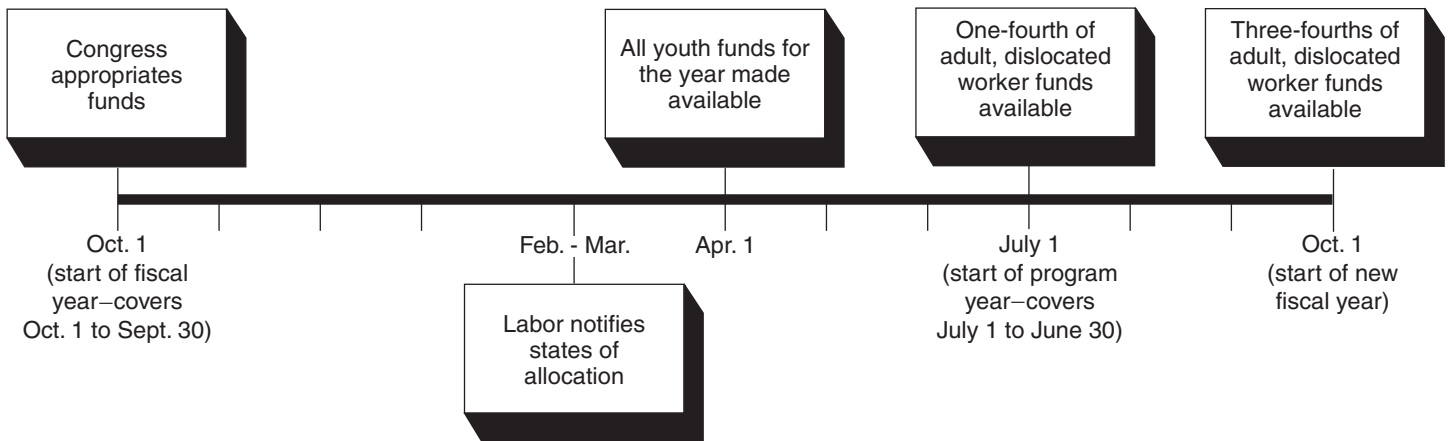 Congress
appropriates
funds
All youth funds for
the year made
available
One-fourth of
adult, dislocated
worker funds
available
Three-fourths of
adult, dislocated
worker funds
available
Oct. 1
(start of fiscal
year–covers
Oct. 1 to Sept. 30)
Feb. - Mar.
Apr. 1
July 1
(start of program
year–covers
July 1 to June 30)
Oct. 1
(start of new
fiscal year)
Labor notifies
states of
allocation